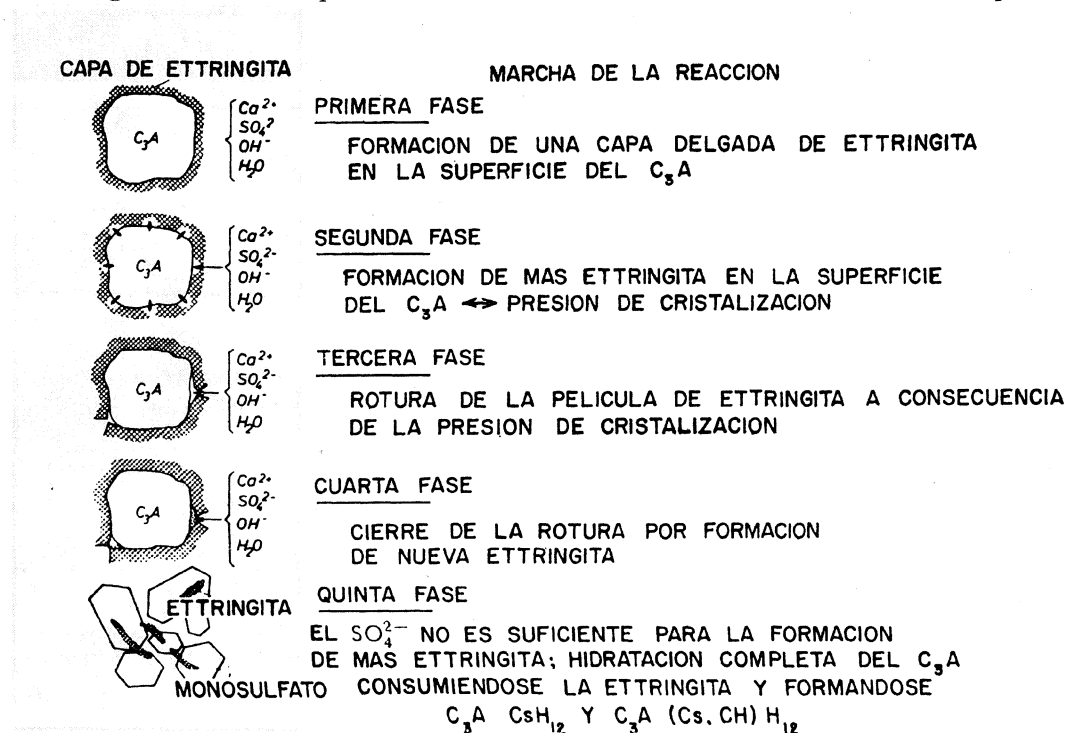 CAPA DE ETTRINGITA
MARCHA DE LA REACCION
C₃A
Ca²⁺
SO₄²
OH⁻
H₂O
PRIMERA FASE
FORMACION DE UNA CAPA DELGADA DE ETTRINGITA
EN LA SUPERFICIE DEL C₃A
C₃A
Ca²⁺
SO₄²⁻
OH⁻
H₂O
SEGUNDA FASE
FORMACION DE MAS ETTRINGITA EN LA SUPERFICIE
DEL C₃A ↔ PRESION DE CRISTALIZACION
C₃A
Ca²⁺
SO₄²⁻
OH⁻
H₂O
TERCERA FASE
ROTURA DE LA PELICULA DE ETTRINGITA A CONSECUENCIA
DE LA PRESION DE CRISTALIZACION
C₃A
Ca²⁺
SO₄²⁻
OH⁻
H₂O
CUARTA FASE
CIERRE DE LA ROTURA POR FORMACION
DE NUEVA ETTRINGITA
ETTRINGITA
MONOSULFATO
QUINTA FASE
EL SO₄²⁻ NO ES SUFICIENTE PARA LA FORMACION
DE MAS ETTRINGITA; HIDRATACION COMPLETA DEL C₃A
CONSUMIENDOSE LA ETTRINGITA Y FORMANDOSE
C₃A CsH₁₂ Y C₃A (Cs, CH) H₁₂